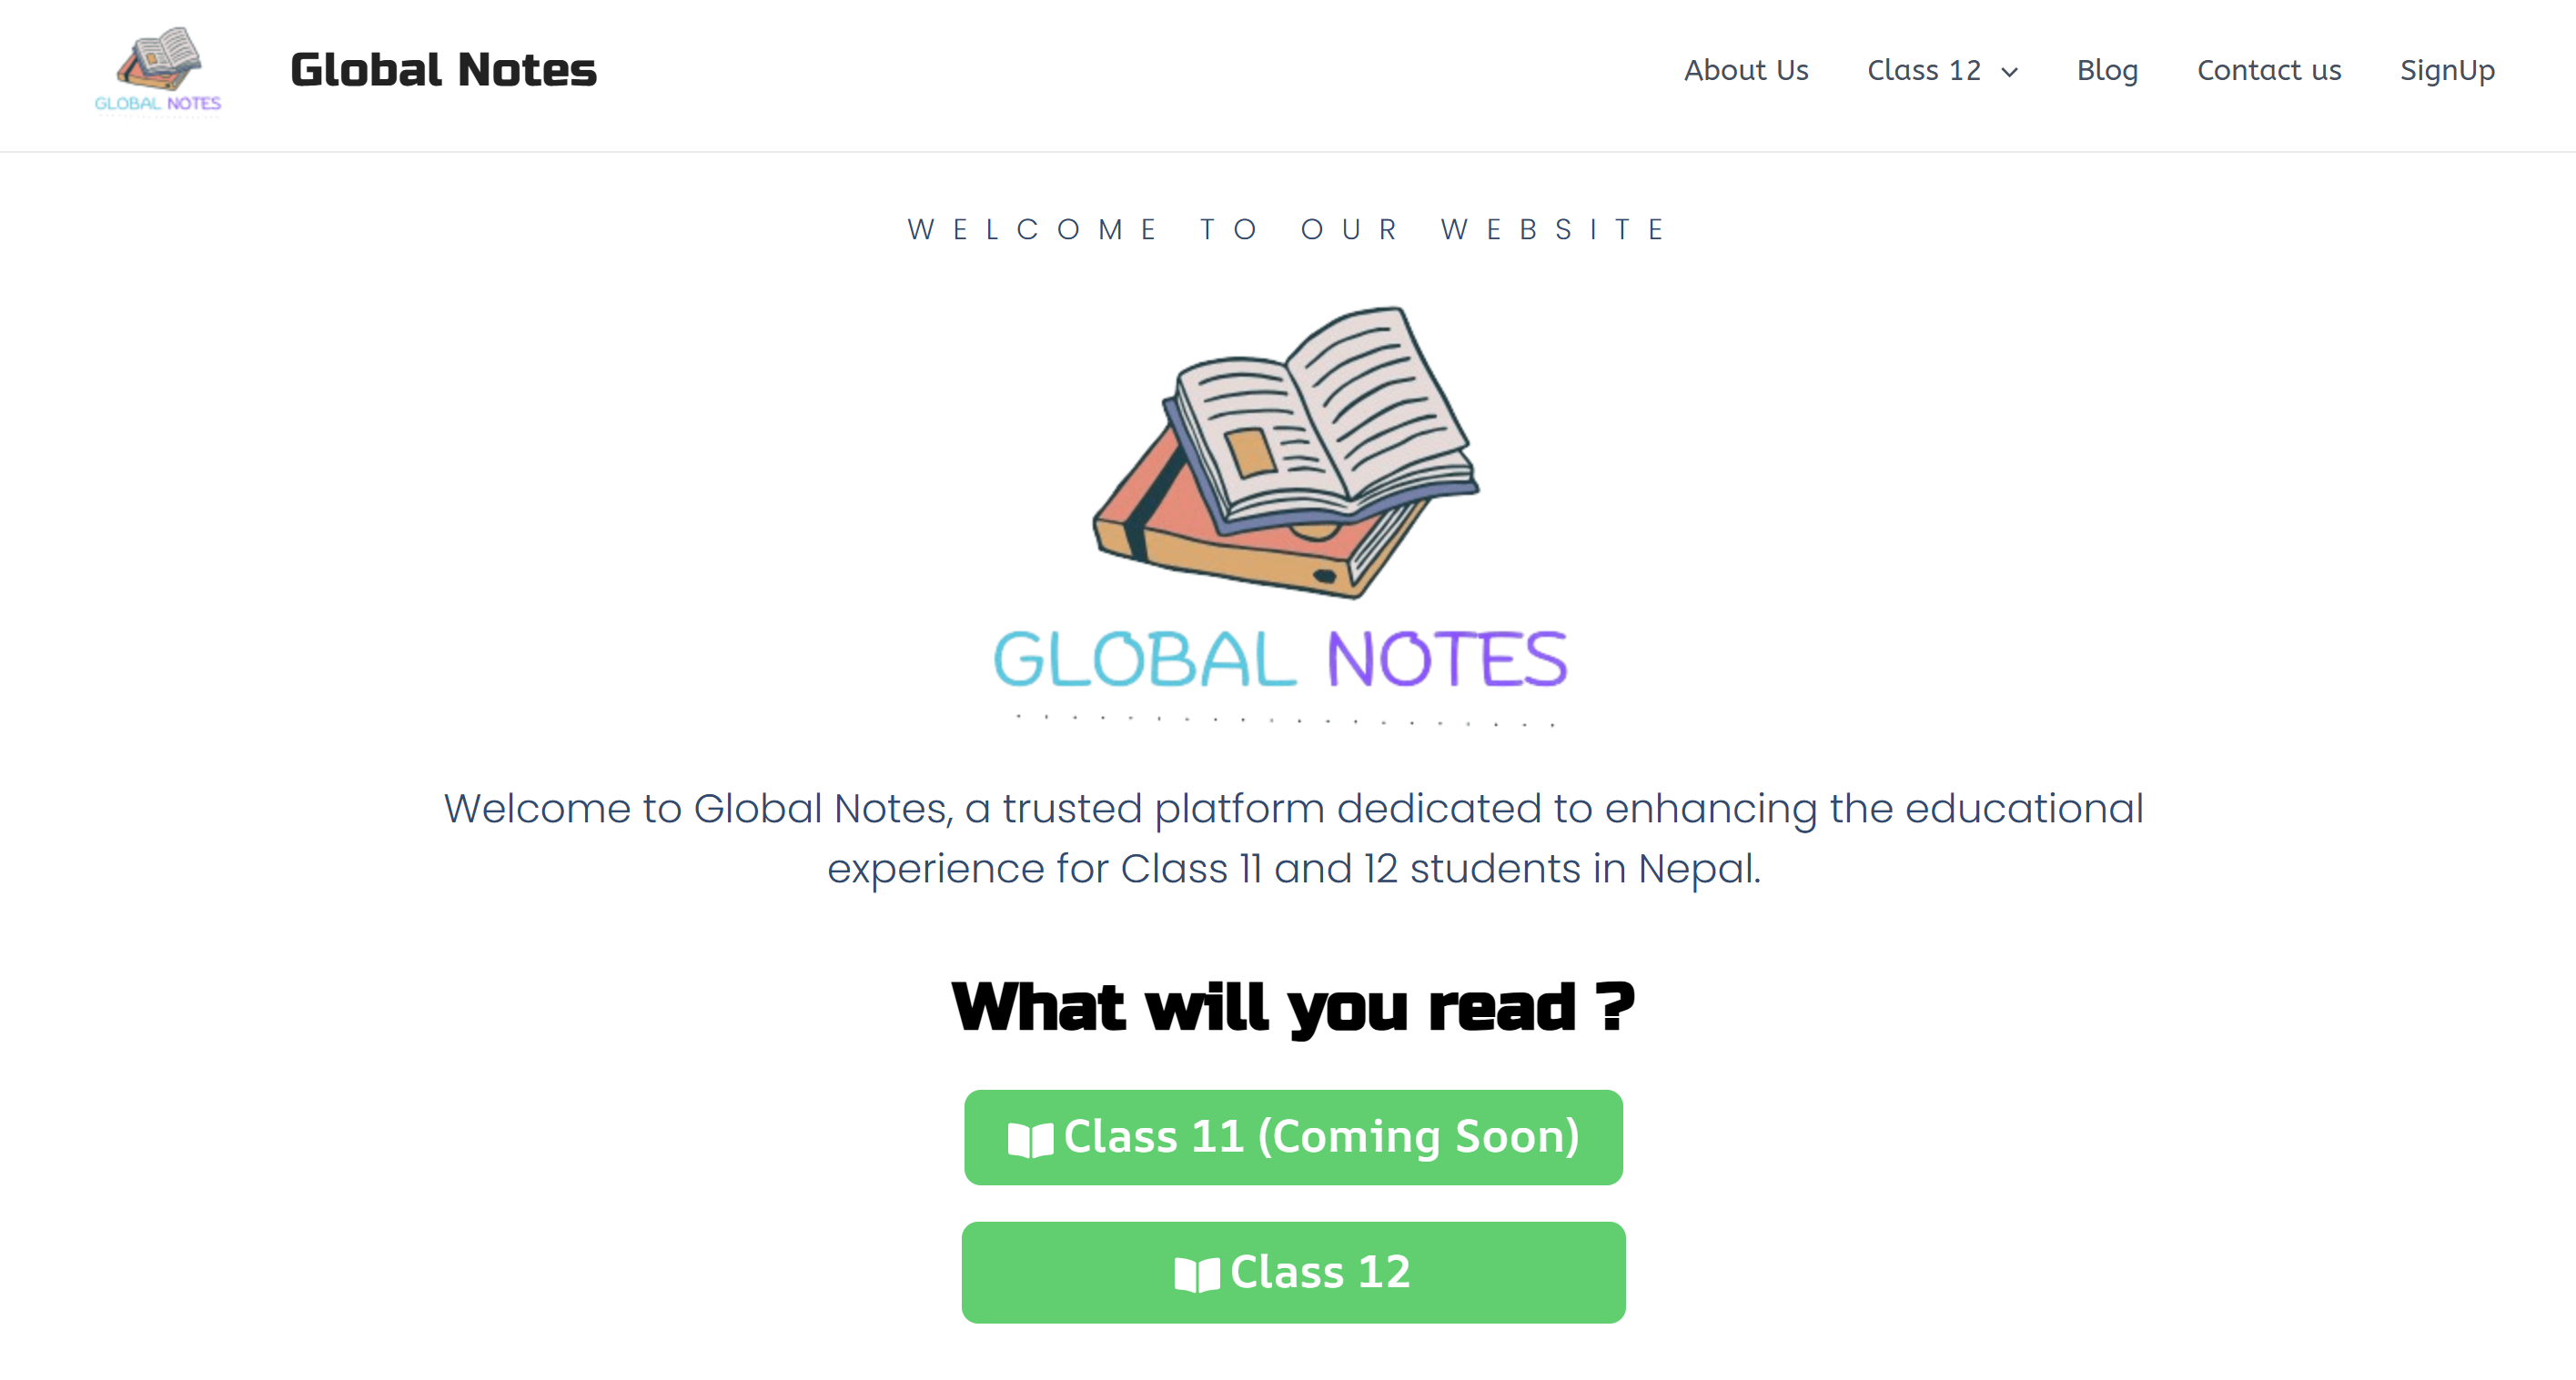 GLOBAL NOTES
Global Notes
About Us
Class 12
Blog
Contact us
SignUp
WELCOME TO OUR WEBSITE
GLOBAL NOTES
Welcome to Global Notes, a trusted platform dedicated to enhancing the educational
experience for Class 11 and 12 students in Nepal.
What will you read ?
Class 11 (Coming Soon)
Class 12